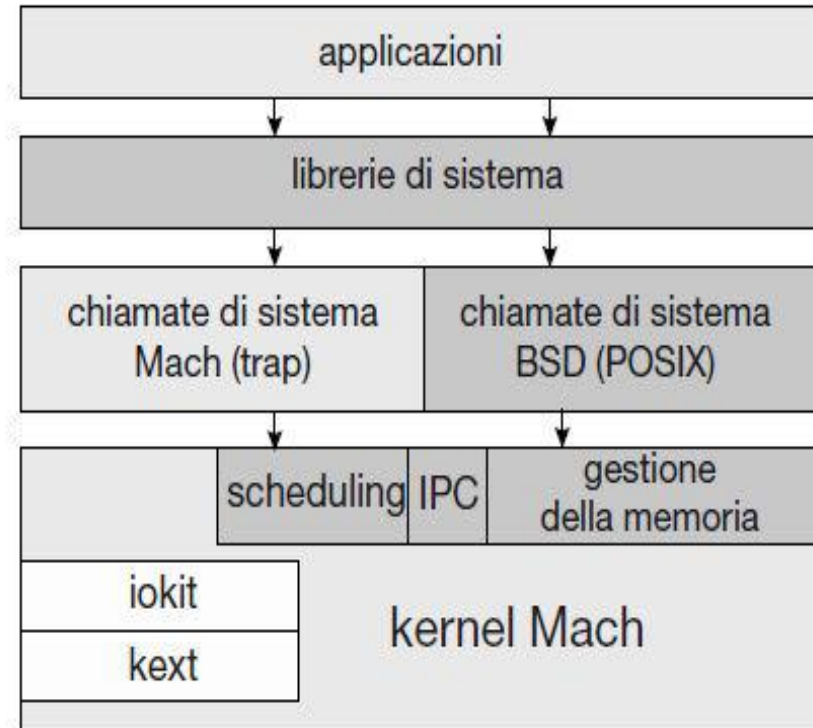 applicazioni
librerie di sistema
chiamate di sistema
Mach (trap)
chiamate di sistema
BSD (POSIX)
scheduling
IPC
gestione
della memoria
iokit
kext
kernel Mach